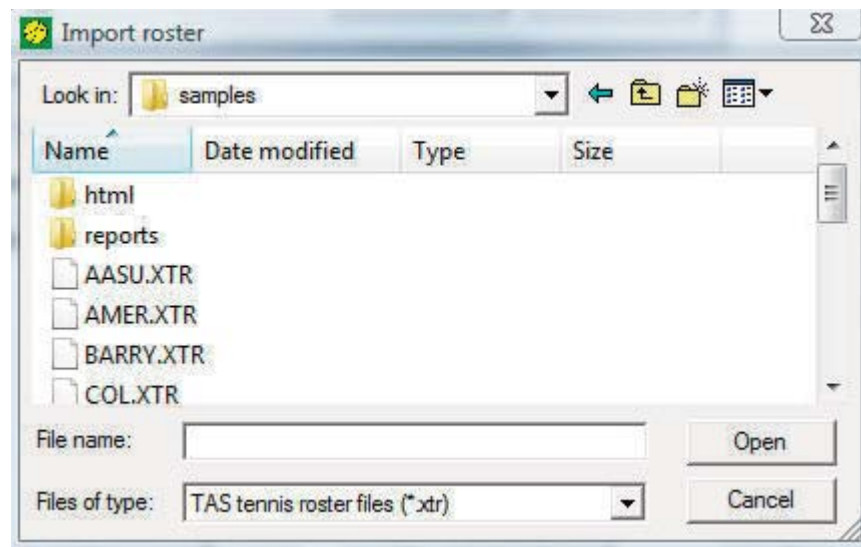 Import roster
Look in: samples
Name Date modified Type Size
html
reports
AASU.XTR
AMER.XTR
BARRY.XTR
COL.XTR
File name: Open
Files of type: TAS tennis roster files (*.xtr) Cancel